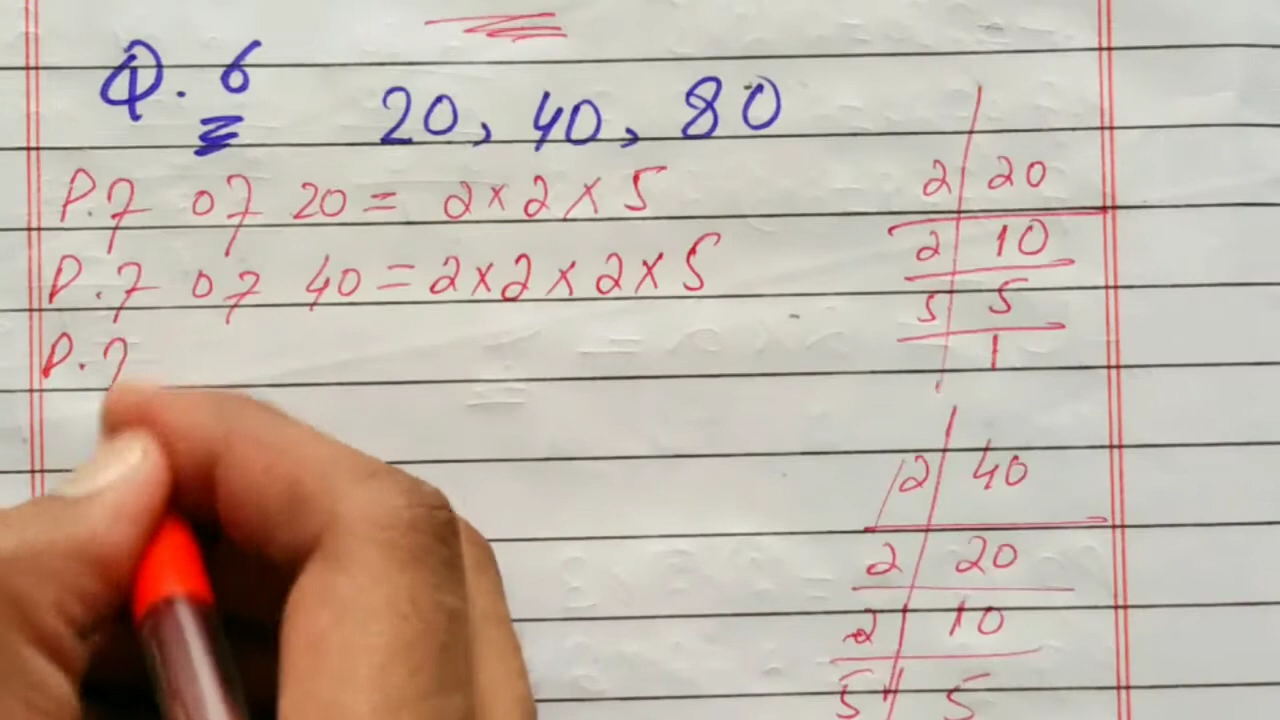 Q. 6
20, 40, 80
P.F of 20 = 2×2×5
P.F of 40 = 2×2×2×5
P.F
2 20
2 10
5 5
1
2 40
2 20
2 10
5 5